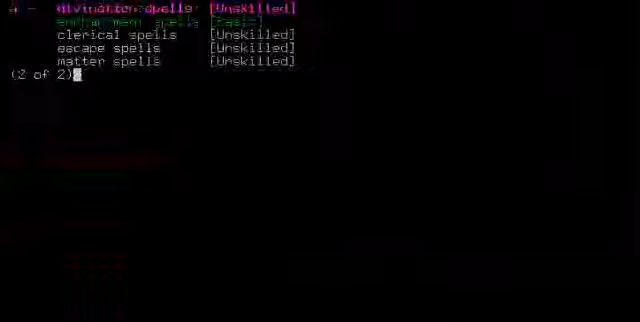 a - divination spells [Unskilled]
enchantment spells [Basic]
clerical spells [Unskilled]
escape spells [Unskilled]
matter spells [Unskilled]
(2 of 2)